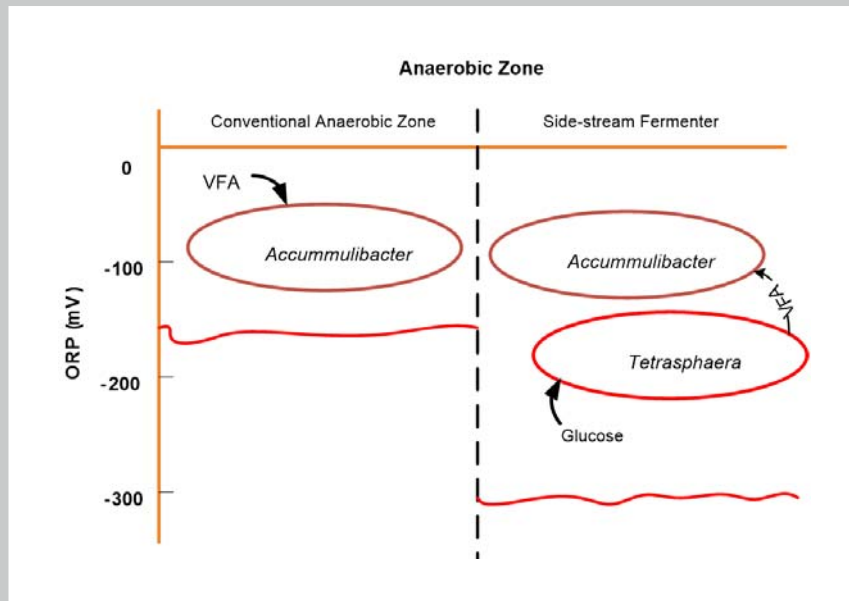 Anaerobic Zone
Conventional Anaerobic Zone
Side-stream Fermenter
0
VFA
Accummulibacter
Accummulibacter
-100
VFA
ORP (mV)
Tetrasphaera
-200
Glucose
-300